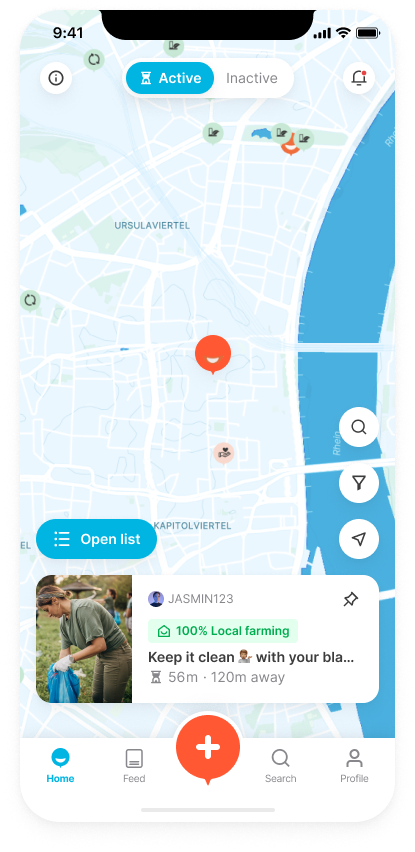 9:41
Active
Inactive
URSULAVIERTEL
Rhein
KAPITOLVIERTEL
EL
Open list
JASMIN123
100% Local farming
Keep it clean 💁🏽‍♂️ with your bla...
56m · 120m away
Home
Feed
Search
Profile